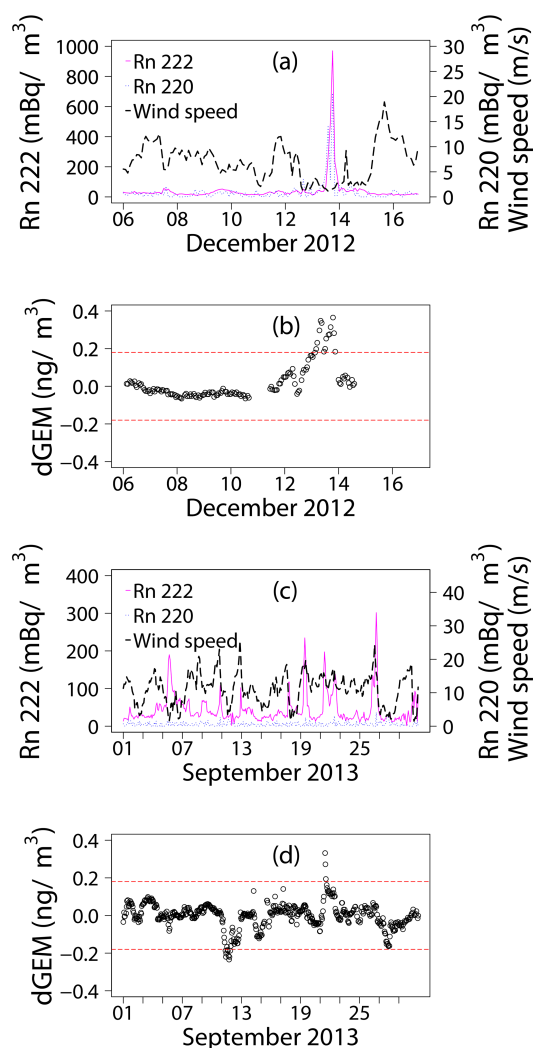 Rn 222 (mBq/ m³)
Rn 220 (mBq/ m³)
Wind speed (m/s)
1000
800
600
400
200
0
30
25
20
15
10
5
0
Rn 222
Rn 220
Wind speed
(a)
06 08 10 12 14 16
December 2012
dGEM (ng/ m³)
0.4
0.2
0.0
−0.2
−0.4
(b)
06 08 10 12 14 16
December 2012
Rn 222 (mBq/ m³)
Rn 220 (mBq/ m³)
Wind speed (m/s)
400
300
200
100
0
40
30
20
10
0
Rn 222
Rn 220
Wind speed
(c)
01 07 13 19 25
September 2013
dGEM (ng/ m³)
0.4
0.2
0.0
−0.2
−0.4
(d)
01 07 13 19 25
September 2013